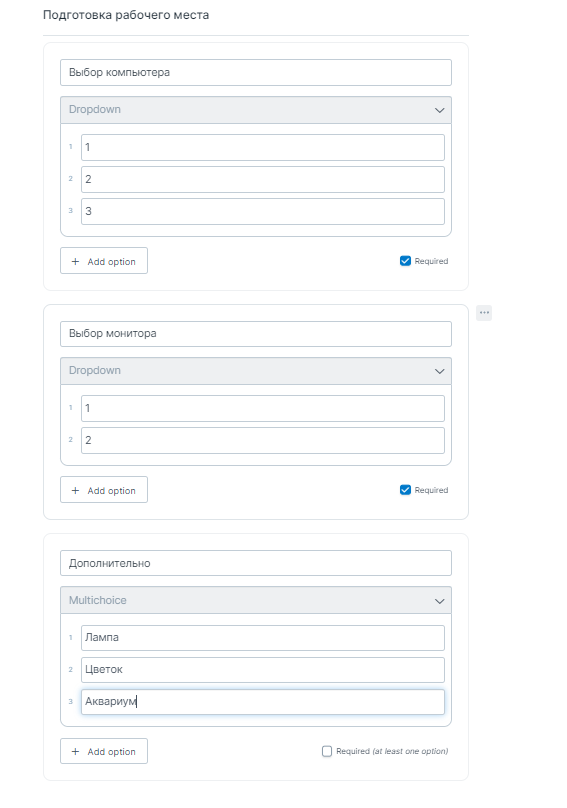 Подготовка рабочего места
Выбор компьютера
Dropdown
1 1
2 2
3 3
+ Add option Required
Выбор монитора
Dropdown
1 1
2 2
+ Add option Required
Дополнительно
Multichoice
1 Лампа
2 Цветок
3 Аквариум
+ Add option Required (at least one option)